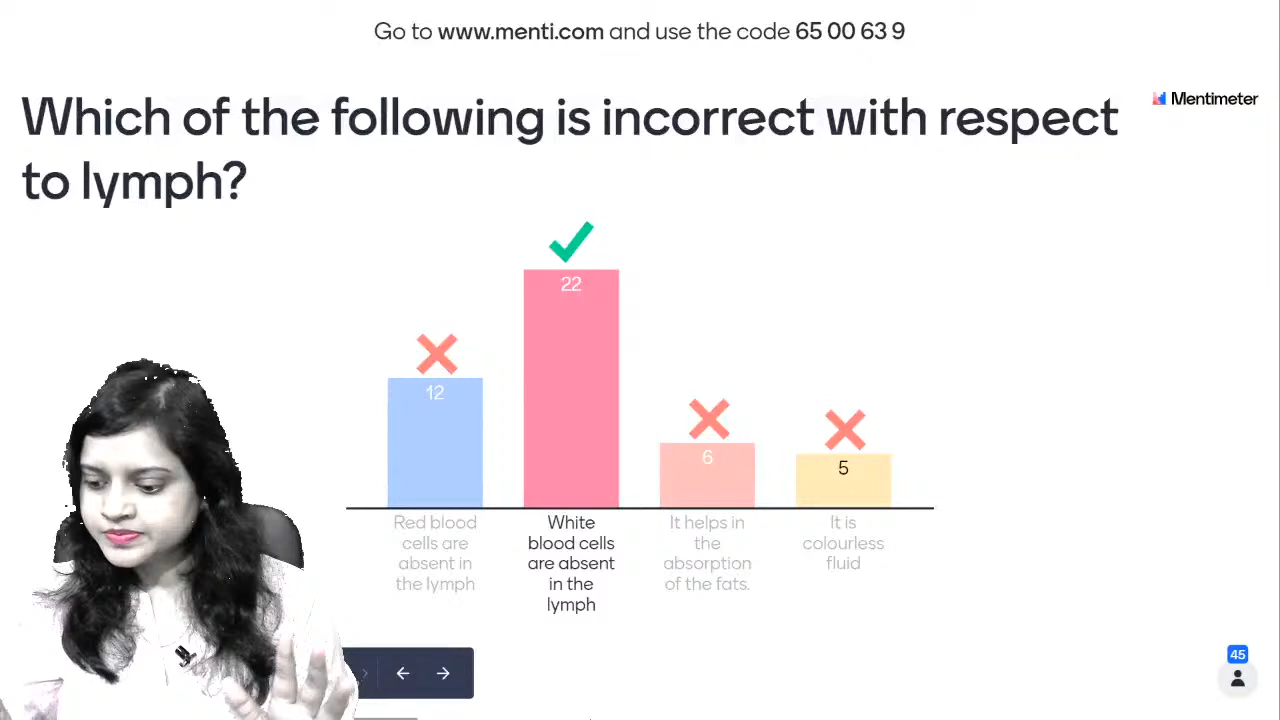 Go to www.menti.com and use the code 65 00 63 9
Which of the following is incorrect with respect
to lymph?
Mentimeter
22
12
6
5
Red blood
cells are
absent in
the lymph
White
blood cells
are absent
in the
lymph
It helps in
the
absorption
of the fats.
It is
colourless
fluid
45